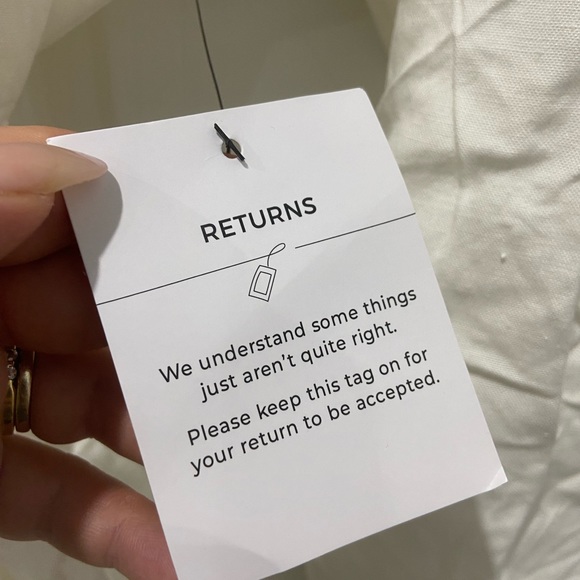 RETURNS
We understand some things
just aren't quite right.
Please keep this tag on for
your return to be accepted.